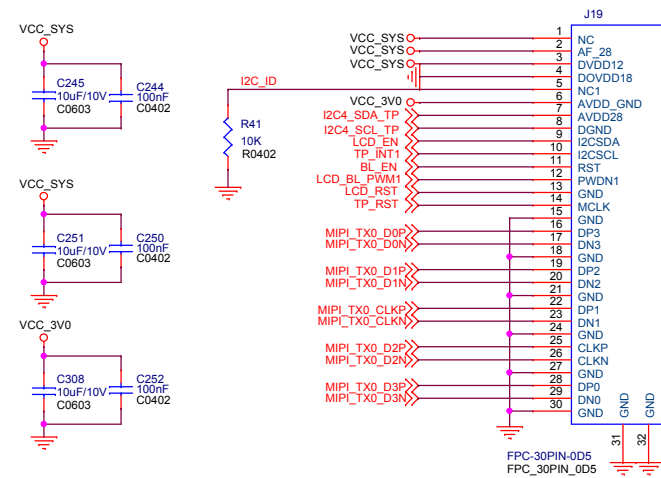 J19
VCC_SYS
C245
10uF/10V
C0603
C244
100nF
C0402
VCC_SYS
C251
10uF/10V
C0603
C250
100nF
C0402
VCC_3V0
C308
10uF/10V
C0603
C252
100nF
C0402
I2C_ID
R41
10K
R0402
VCC_SYS 1 NC
VCC_SYS 2 AF_28
VCC_SYS 3 DVDD12
4 DOVDD18
5 NC1
VCC_3V0 6 AVDD_GND
I2C4_SDA_TP 7 AVDD28
I2C4_SCL_TP 8 DGND
LCD_EN 9 I2CSDA
TP_INT1 10 I2CSCL
BL_EN 11 RST
LCD_BL_PWM1 12 PWDN1
LCD_RST 13 GND
TP_RST 14 MCLK
15 GND
MIPI_TX0_D0P 16 DP3
MIPI_TX0_D0N 17 DN3
18 GND
MIPI_TX0_D1P 19 DP2
MIPI_TX0_D1N 20 DN2
21 GND
MIPI_TX0_CLKP 22 DP1
MIPI_TX0_CLKN 23 DN1
24 GND
MIPI_TX0_D2P 25 CLKP
MIPI_TX0_D2N 26 CLKN
27 GND
MIPI_TX0_D3P 28 DP0
MIPI_TX0_D3N 29 DN0
30 GND
GND
GND
31
32
FPC-30PIN-0D5
FPC_30PIN_0D5